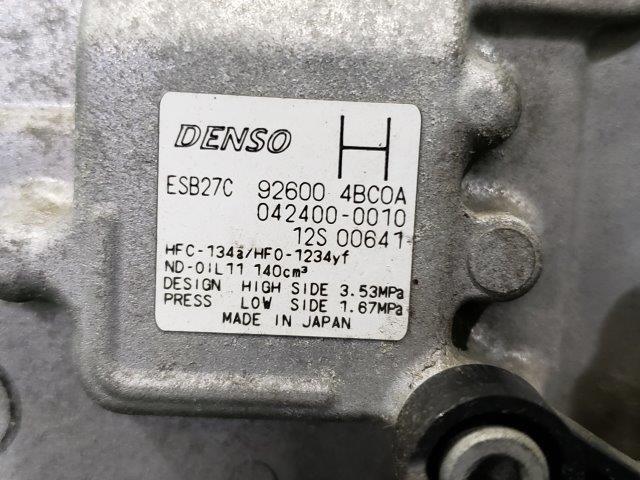 DENSO H
ESB27C 92600 4BC0A
042400-0010
12S 00641
HFC-134a/HFO-1234yf
ND-OIL11 140cm³
DESIGN HIGH SIDE 3.53MPa
PRESS LOW SIDE 1.67MPa
MADE IN JAPAN